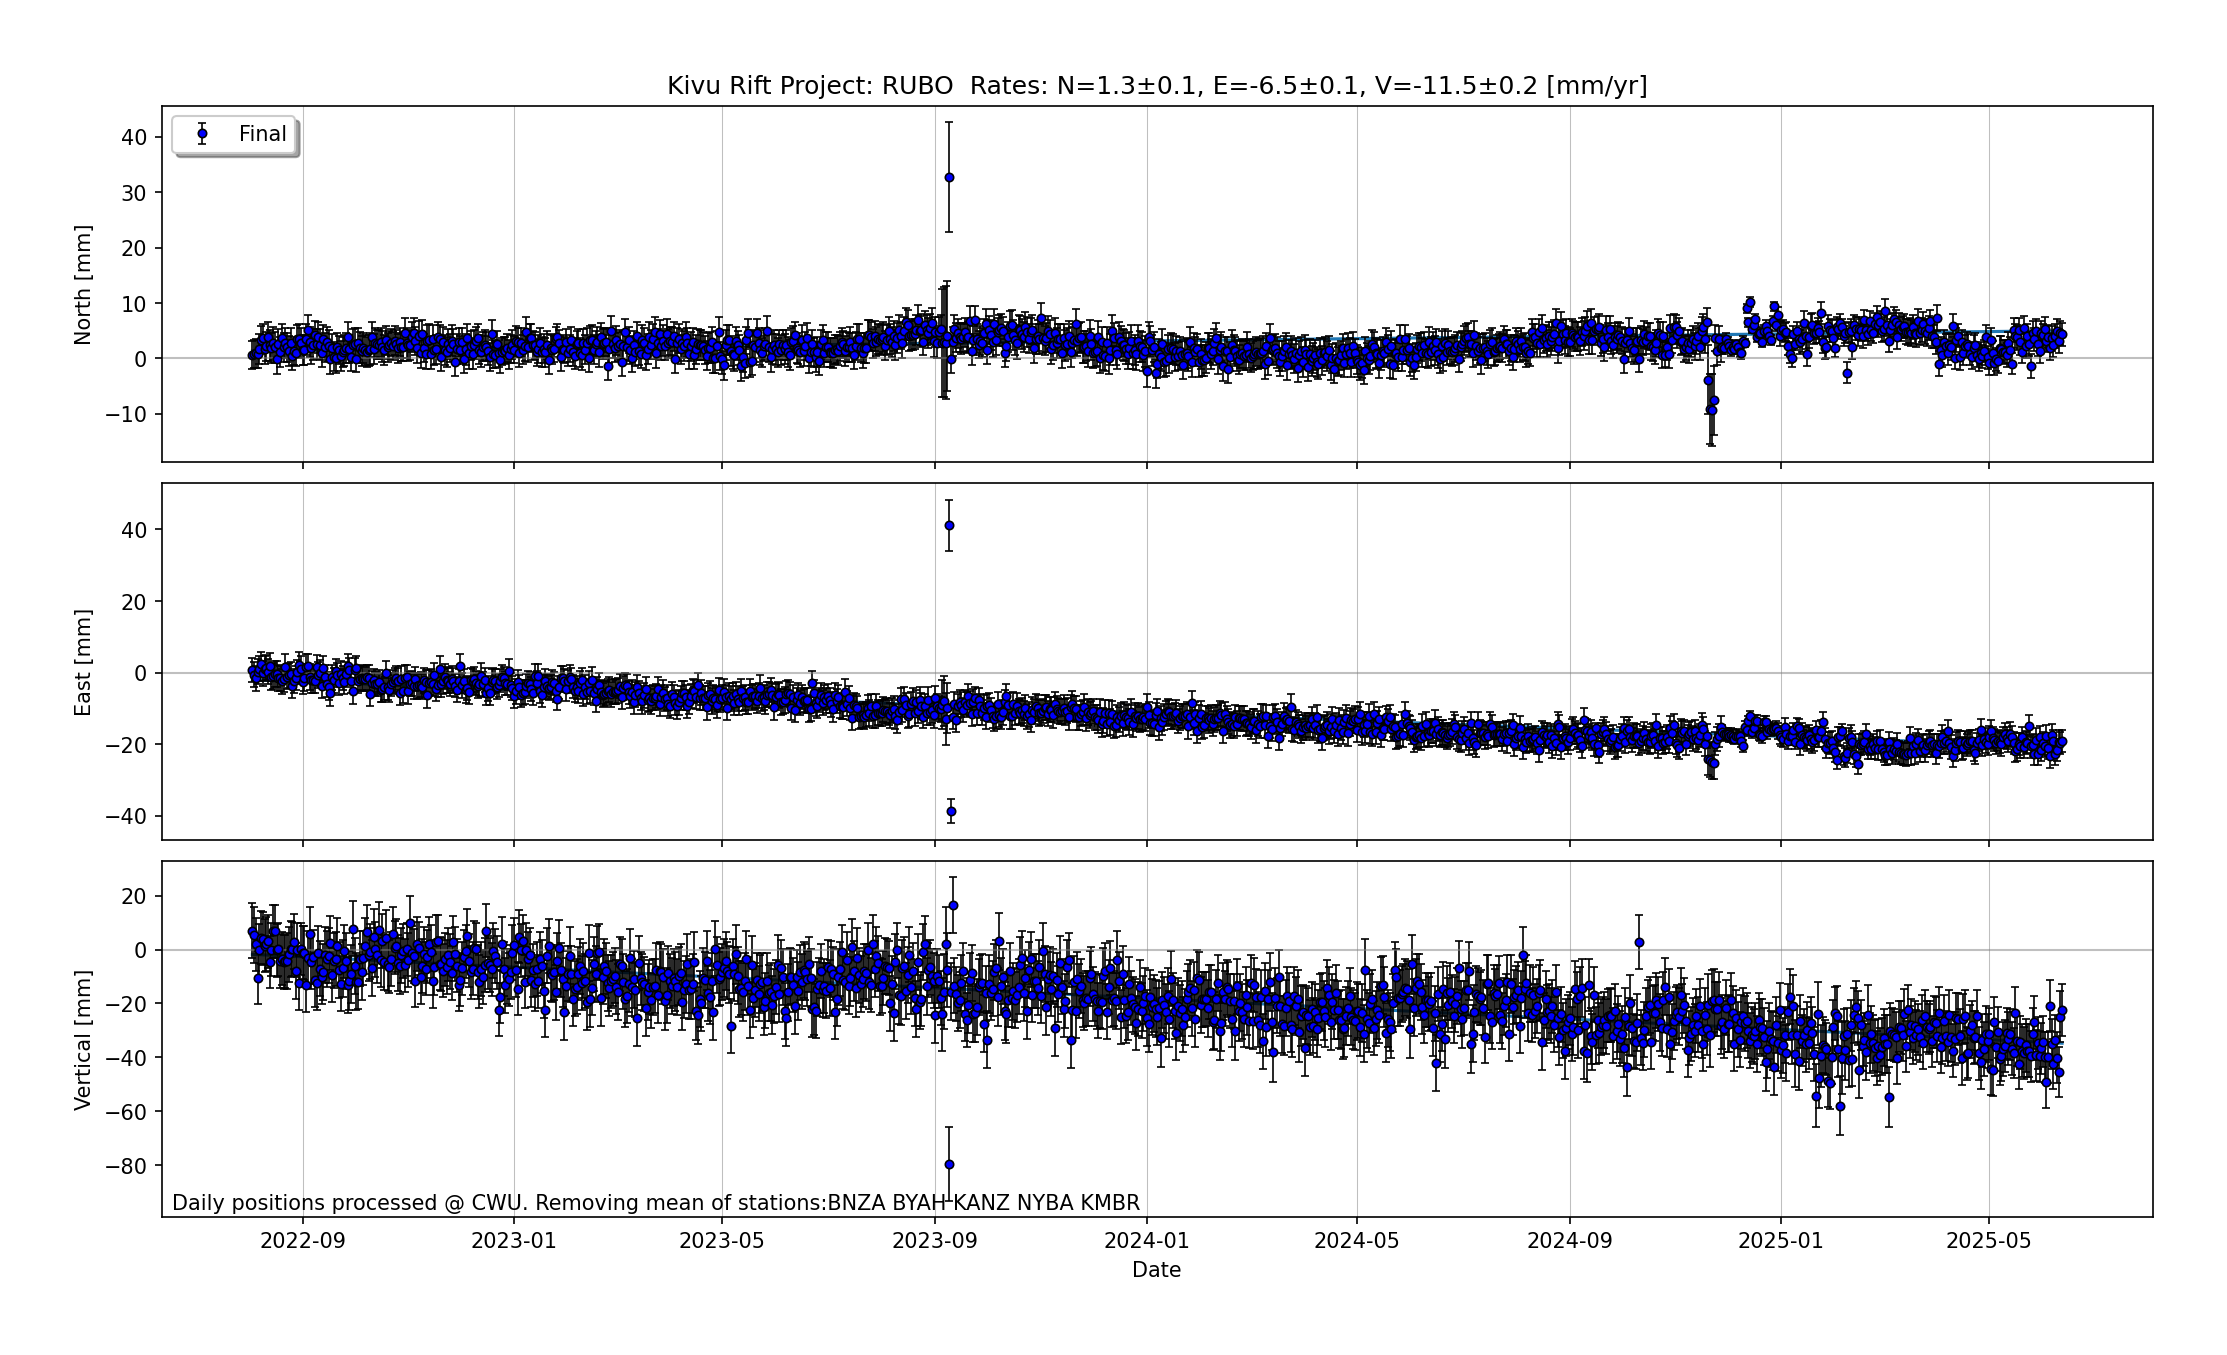 Kivu Rift Project: RUBO  Rates: N=1.3±0.1, E=-6.5±0.1, V=-11.5±0.2 [mm/yr]
Final
North [mm]
40
30
20
10
0
−10
East [mm]
40
20
0
−20
−40
Vertical [mm]
20
0
−20
−40
−60
−80
Daily positions processed @ CWU. Removing mean of stations:BNZA BYAH KANZ NYBA KMBR
2022-09 2023-01 2023-05 2023-09 2024-01 2024-05 2024-09 2025-01 2025-05
Date